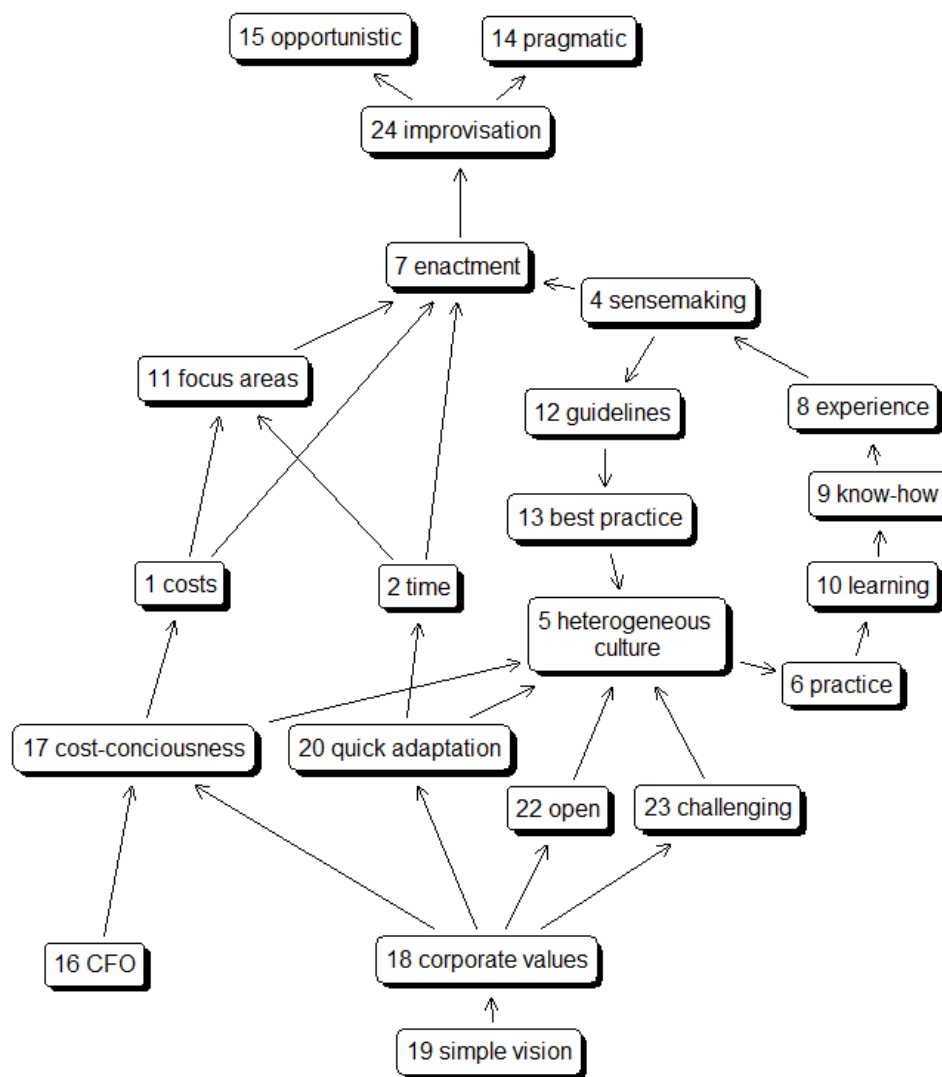 15 opportunistic
14 pragmatic
24 improvisation
7 enactment
4 sensemaking
11 focus areas
12 guidelines
8 experience
9 know-how
13 best practice
1 costs
2 time
10 learning
5 heterogeneous
culture
6 practice
17 cost-conciousness
20 quick adaptation
22 open
23 challenging
16 CFO
18 corporate values
19 simple vision